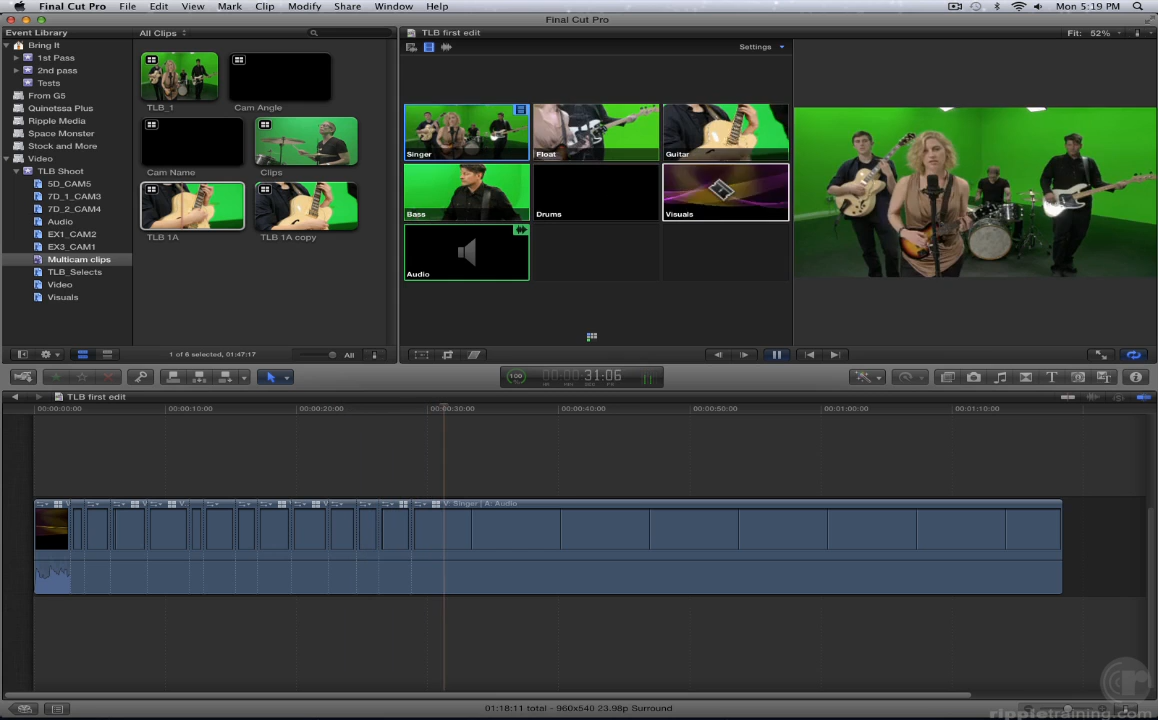 Final Cut Pro File Edit View Mark Clip Modify Share Window Help Mon 5:19 PM
Final Cut Pro
Event Library
All Clips
TLB first edit
Fit: 52%
Settings
Bring It
1st Pass
2nd pass
Tests
From G5
Quinetssa Plus
Ripple Media
Space Monster
Stock and More
Video
TLB Shoot
5D_CAM5
7D_1_CAM3
7D_2_CAM4
Audio
EX1_CAM2
EX3_CAM1
Multicam clips
TLB_Selects
Video
Visuals
TLB_1
Cam Angle
Cam Name
Clips
TLB 1A
TLB 1A copy
Singer
Float
Guitar
Bass
Drums
Visuals
Audio
1 of 6 selected, 01:47:17
All
100
00:00:31:06
TLB first edit
00:00:00:00
00:00:10:00
00:00:20:00
00:00:30:00
00:00:40:00
00:00:50:00
00:01:00:00
00:01:10:00
V: Singer | A: Audio
01:18:11 total - 960x540 23.98p Surround
rippletraining.com